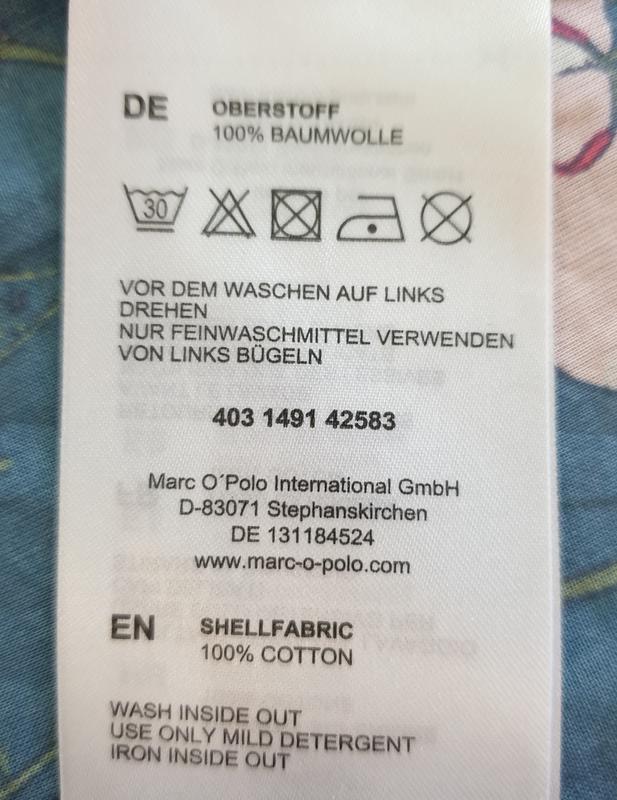 DE OBERSTOFF
100% BAUMWOLLE
30
VOR DEM WASCHEN AUF LINKS
DREHEN
NUR FEINWASCHMITTEL VERWENDEN
VON LINKS BÜGELN
403 1491 42583
Marc O´Polo International GmbH
D-83071 Stephanskirchen
DE 131184524
www.marc-o-polo.com
EN SHELLFABRIC
100% COTTON
WASH INSIDE OUT
USE ONLY MILD DETERGENT
IRON INSIDE OUT